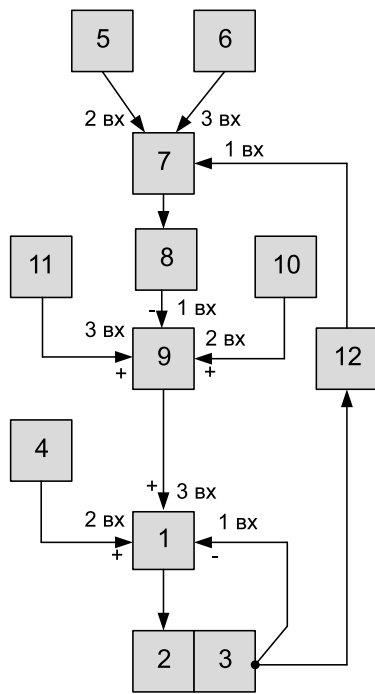 5 6
2 вх 3 вх
7 1 вх
8
11 10
- 1 вх
3 вх 9 2 вх 12
+ +
4
+ 3 вх
2 вх 1 1 вх
+ -
2 3